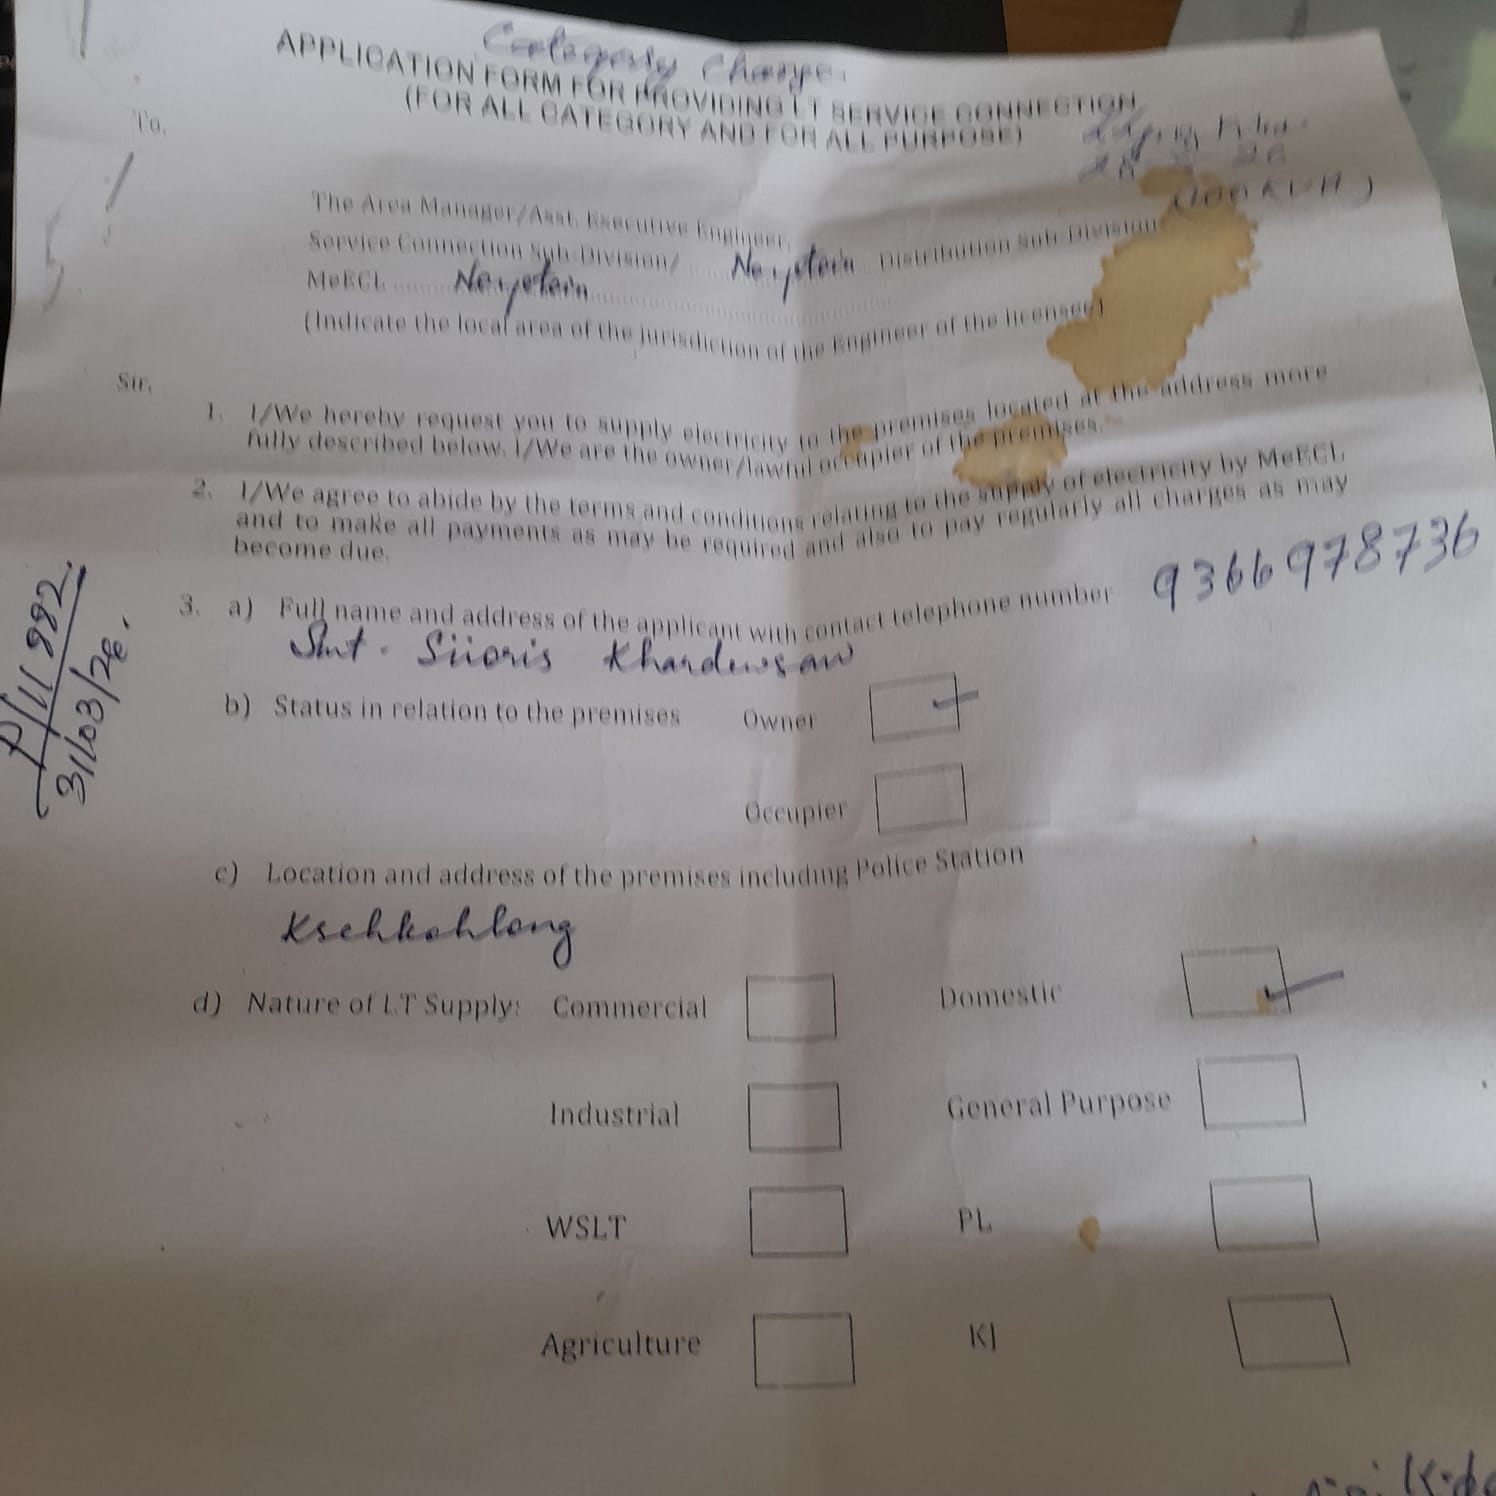 Category Change.
APPLICATION FORM FOR PROVIDING LT SERVICE CONNECTION
(FOR ALL CATEGORY AND FOR ALL PURPOSE)
To,
(100 KVA)
The Area Manager/Asst. Executive Engineer,
Service Connection Sub-Division/ ...... Nongstoin ... Distribution Sub Division
MeECL ........ Nongstoin ..............................
(Indicate the local area of the jurisdiction of the Engineer of the licensee)
Sir,
1. I/We hereby request you to supply electricity to the premises located at the address more
fully described below. I/We are the owner/lawful occupier of the premises.
2. I/We agree to abide by the terms and conditions relating to the supply of electricity by MeECL
and to make all payments as may be required and also to pay regularly all charges as may
become due.
3. a) Full name and address of the applicant with contact telephone number 9366978736
Smt. Siioris Khardewsaw
b) Status in relation to the premises Owner
Occupier
c) Location and address of the premises including Police Station
Ksehkohlong
d) Nature of LT Supply: Commercial Domestic
Industrial General Purpose
WSLT PL
Agriculture KJ
31/03/26.